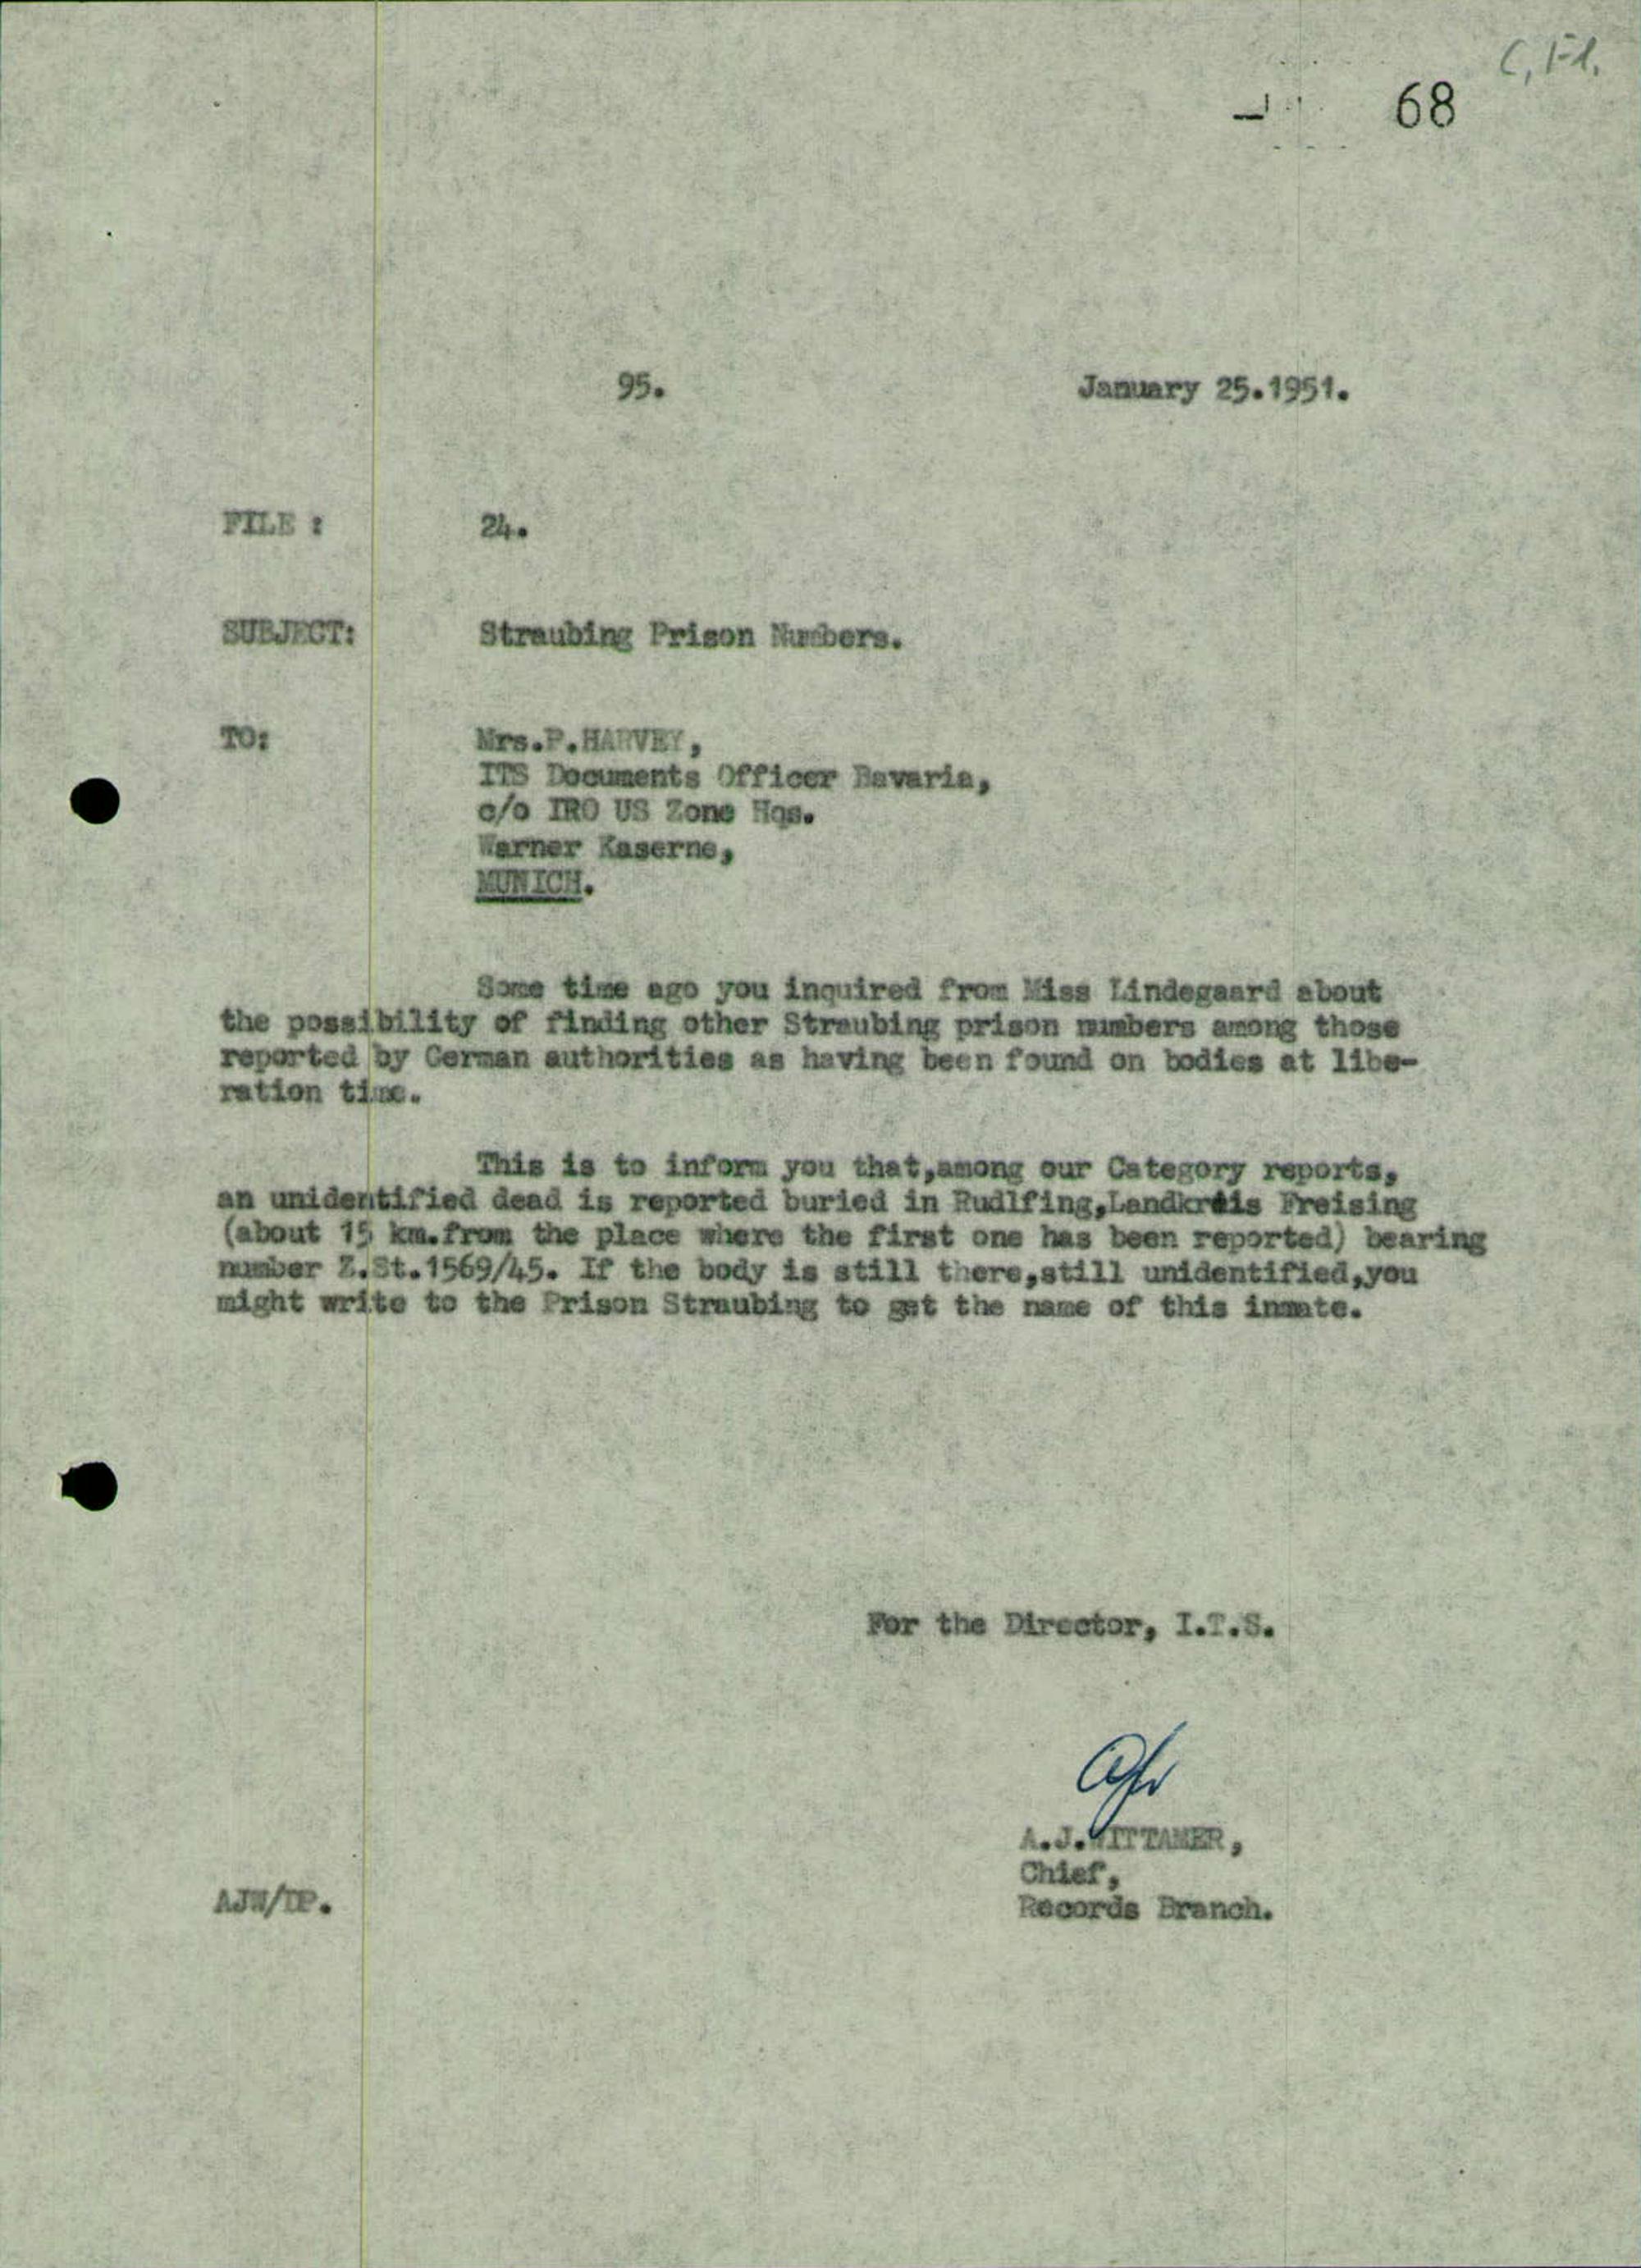 68
95. January 25.1951.
FILE : 24.
SUBJECT: Straubing Prison Numbers.
TO: Mrs.P.HARVEY,
ITS Documents Officer Bavaria,
c/o IRO US Zone Hqs.
Warner Kaserne,
MUNICH.
Some time ago you inquired from Miss Lindegaard about
the possibility of finding other Straubing prison numbers among those
reported by German authorities as having been found on bodies at libe-
ration time.
This is to inform you that,among our Category reports,
an unidentified dead is reported buried in Rudlfing,Landkreis Freising
(about 15 km.from the place where the first one has been reported) bearing
number Z.St.1569/45. If the body is still there,still unidentified,you
might write to the Prison Straubing to get the name of this inmate.
For the Director, I.T.S.
A.J.WITTAMER,
Chief,
AJW/DP. Records Branch.